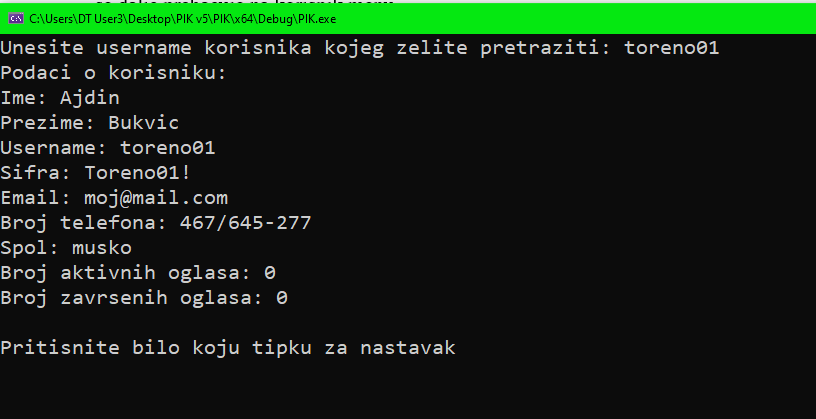 C:\Users\DT User3\Desktop\PIK v5\PIK\x64\Debug\PIK.exe
Unesite username korisnika kojeg zelite pretraziti: toreno01
Podaci o korisniku:
Ime: Ajdin
Prezime: Bukvic
Username: toreno01
Sifra: Toreno01!
Email: moj@mail.com
Broj telefona: 467/645-277
Spol: musko
Broj aktivnih oglasa: 0
Broj zavrsenih oglasa: 0
Pritisnite bilo koju tipku za nastavak